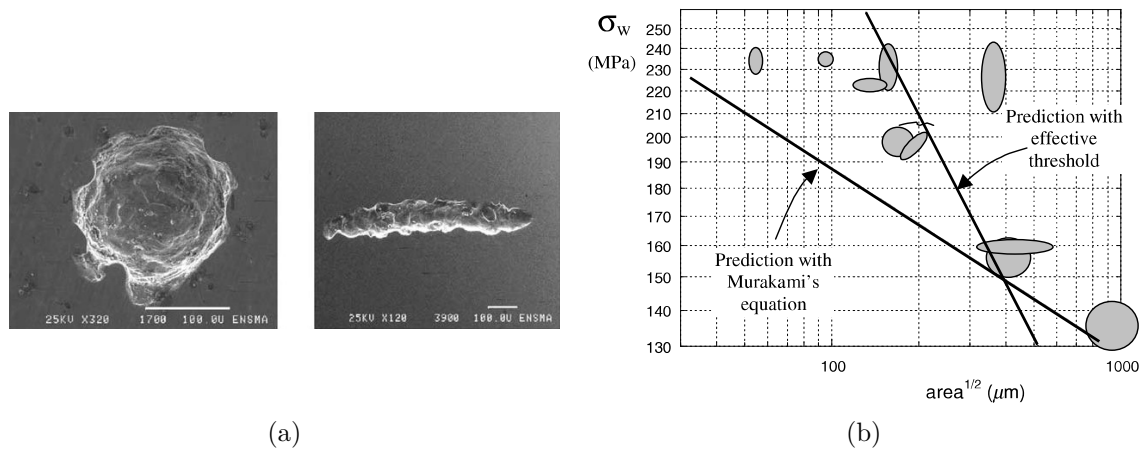 25KV X320 1700 100.0U ENSMA
25KV X120 3900 100.0U ENSMA
(a)
σw
(MPa)
250
240
230
220
210
200
190
180
170
160
150
140
130
Prediction with
effective
threshold
Prediction with
Murakami's
equation
100
1000
area1/2 (μm)
(b)